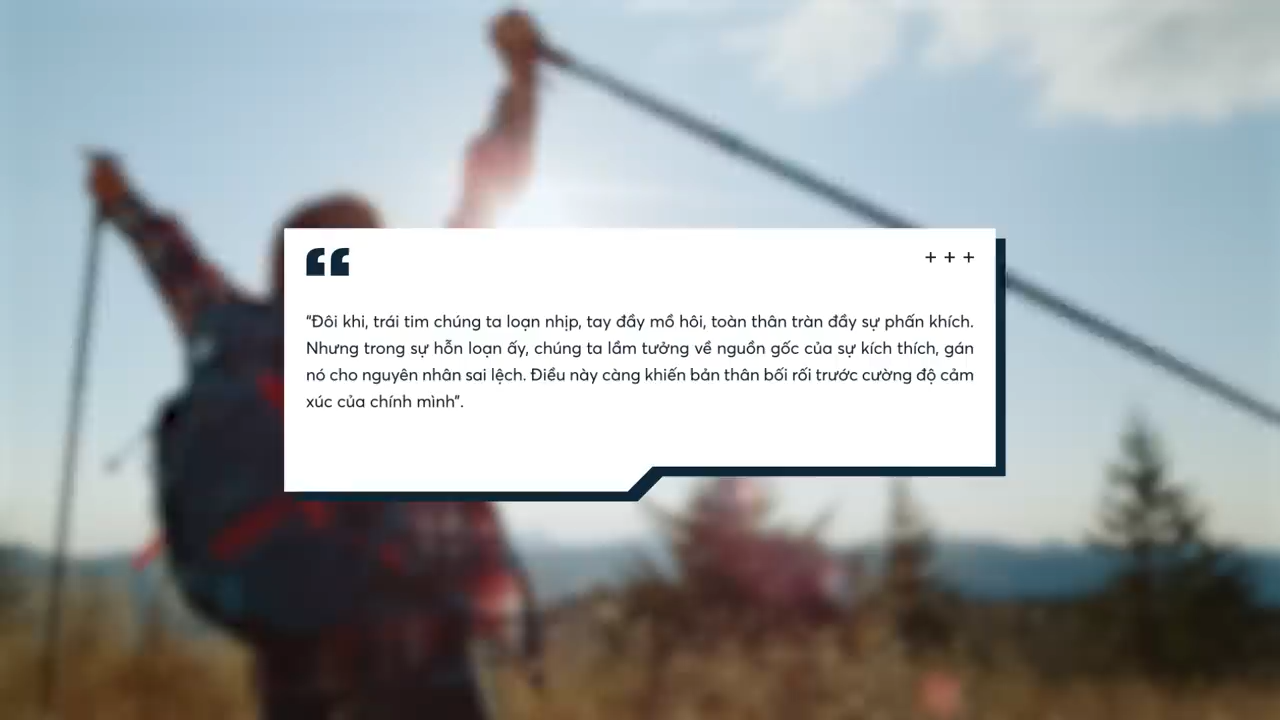 “Đôi khi, trái tim chúng ta loạn nhịp, tay đầy mồ hôi, toàn thân tràn đầy sự phấn khích.
Nhưng trong sự hỗn loạn ấy, chúng ta lầm tưởng về nguồn gốc của sự kích thích, gán
nó cho nguyên nhân sai lệch. Điều này càng khiến bản thân bối rối trước cường độ cảm
xúc của chính mình”.